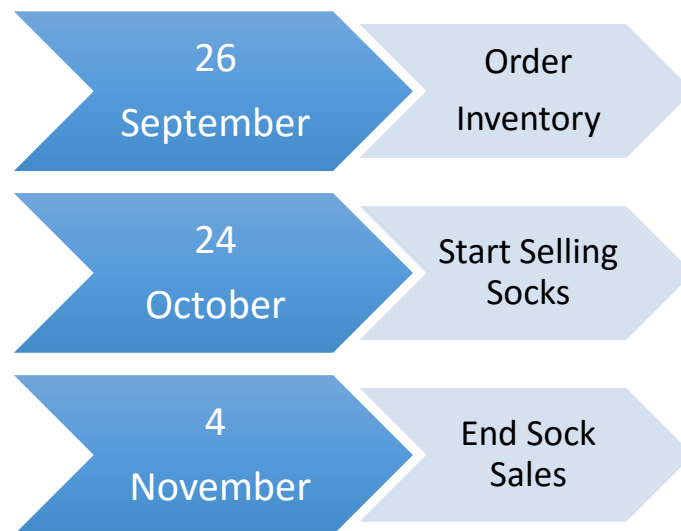 26
September
Order
Inventory
24
October
Start Selling
Socks
4
November
End Sock
Sales